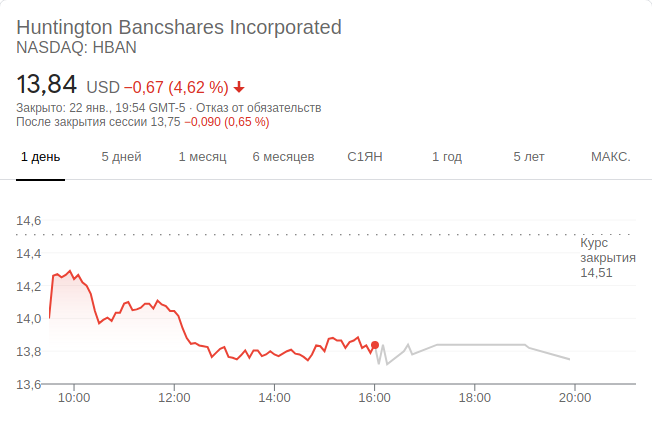 Huntington Bancshares Incorporated
NASDAQ: HBAN
13,84 USD −0,67 (4,62 %)
Закрыто: 22 янв., 19:54 GMT-5 · Отказ от обязательств
После закрытия сессии 13,75 −0,090 (0,65 %)
1 день 5 дней 1 месяц 6 месяцев С1ЯН 1 год 5 лет МАКС.
14,6
Курс
закрытия
14,51
14,4
14,2
14,0
13,8
13,6
10:00 12:00 14:00 16:00 18:00 20:00